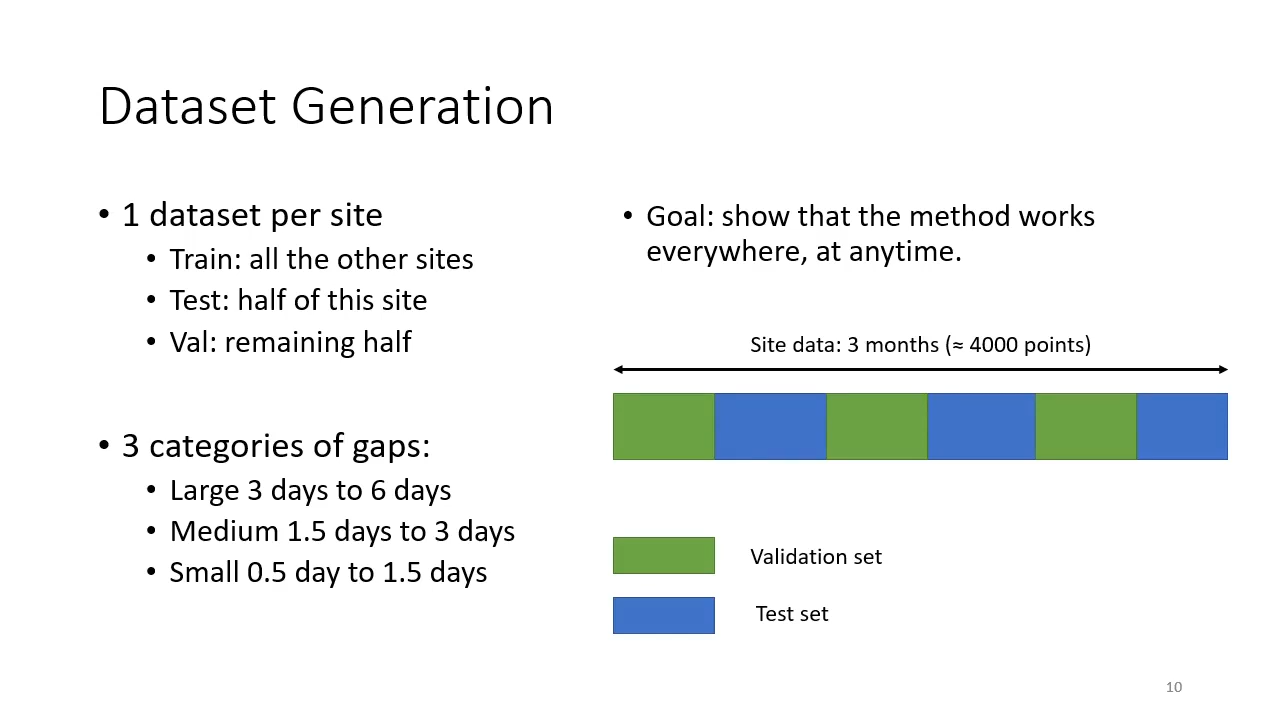 Dataset Generation
• 1 dataset per site
• Train: all the other sites
• Test: half of this site
• Val: remaining half
• 3 categories of gaps:
• Large 3 days to 6 days
• Medium 1.5 days to 3 days
• Small 0.5 day to 1.5 days
• Goal: show that the method works
everywhere, at anytime.
Site data: 3 months (≈ 4000 points)
Validation set
Test set
10